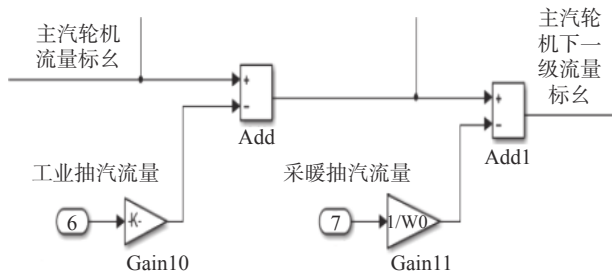 主汽轮机
流量标幺
+
-
Add
工业抽汽流量
6
-K-
Gain10
采暖抽汽流量
7
1/W0
Gain11
+
-
Add1
主汽轮
机下一
级流量
标幺